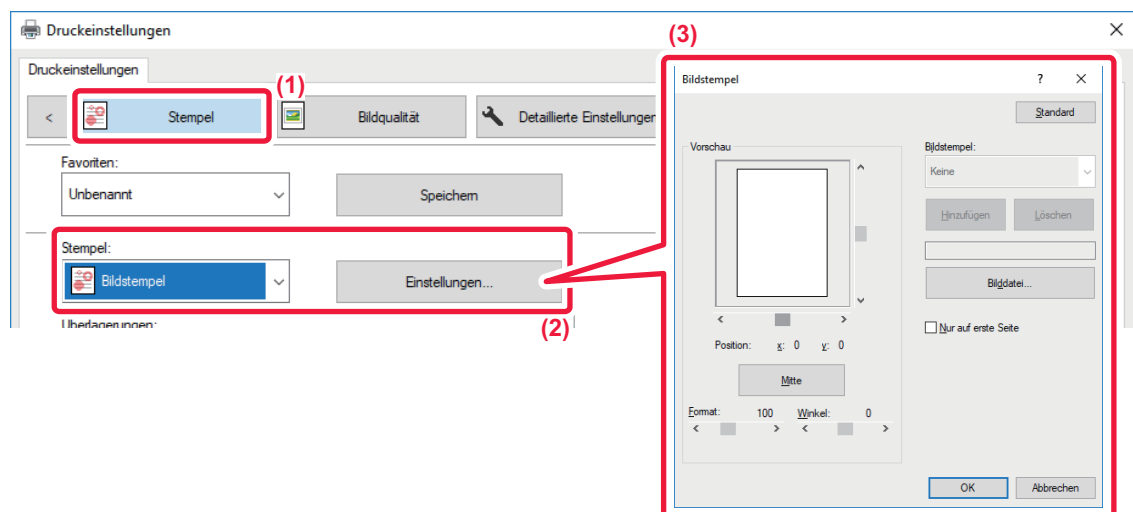 Druckeinstellungen
Druckeinstellungen
(1)
< Stempel Bildqualität Detaillierte Einstellungen
Favoriten:
Unbenannt Speichern
Stempel:
Bildstempel Einstellungen...
Überlagerungen:
(2)
(3)
Bildstempel ? ×
Standard
Vorschau
Bildstempel:
Keine
Hinzufügen Löschen
Bilddatei...
Nur auf erste Seite
Position: x: 0 y: 0
Mitte
Format: 100 Winkel: 0
OK Abbrechen